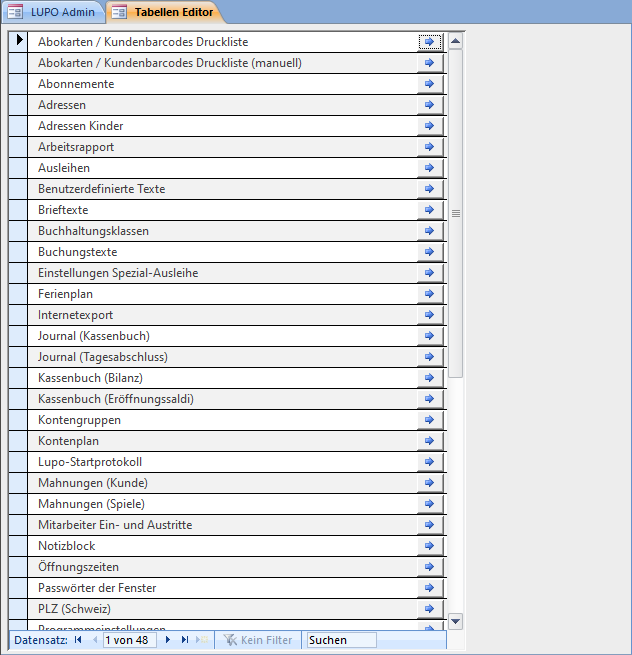 LUPO Admin
Tabellen Editor
Abokarten / Kundenbarcodes Druckliste
Abokarten / Kundenbarcodes Druckliste (manuell)
Abonnemente
Adressen
Adressen Kinder
Arbeitsrapport
Ausleihen
Benutzerdefinierte Texte
Brieftexte
Buchhaltungsklassen
Buchungstexte
Einstellungen Spezial-Ausleihe
Ferienplan
Internetexport
Journal (Kassenbuch)
Journal (Tagesabschluss)
Kassenbuch (Bilanz)
Kassenbuch (Eröffnungssaldi)
Kontengruppen
Kontenplan
Lupo-Startprotokoll
Mahnungen (Kunde)
Mahnungen (Spiele)
Mitarbeiter Ein- und Austritte
Notizblock
Öffnungszeiten
Passwörter der Fenster
PLZ (Schweiz)
Programmeinstellungen
Datensatz: 1 von 48 Kein Filter Suchen